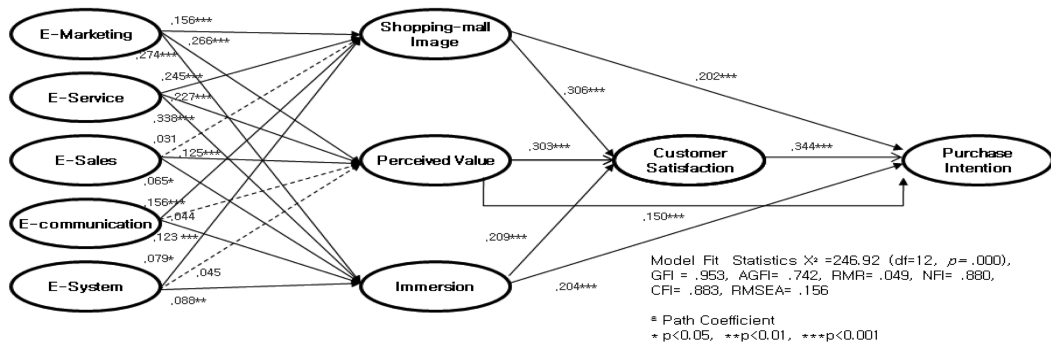 E-Marketing
E-Service
E-Sales
E-communication
E-System
Shopping-mall
Image
Perceived Value
Immersion
Customer
Satisfaction
Purchase
Intention
.156***
.266***
.274***
.245***
.227***
.338***
.031
.125***
.065*
.156***
.044
.123 ***
.079*
.045
.088**
.202***
.306***
.303***
.344***
.150***
.209***
.204***
Model Fit Statistics X² =246.92 (df=12, p=.000),
GFI = .953, AGFI= .742, RMR= .049, NFI= .880,
CFI= .883, RMSEA= .156
ª Path Coefficient
* p<0.05, **p<0.01, ***p<0.001